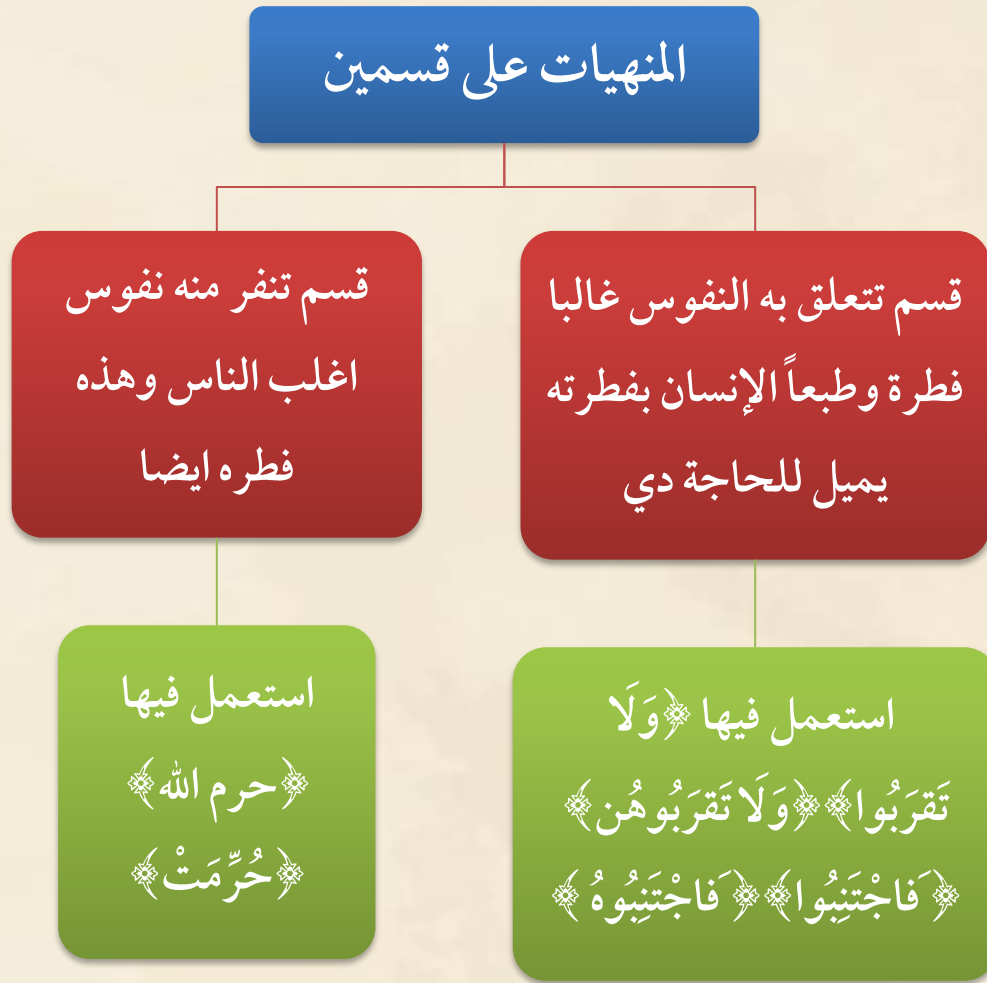 المنهيات على قسمين
قسم تتعلق به النفوس غالبا
فطرة وطبعاً الإنسان بفطرته
يميل للحاجة دي
استعمل فيها ﴿وَلَا
تَقرَبُوا﴾﴿وَلَا تَقرَبُوهُن﴾
﴿فَاجْتَنِبُوا﴾﴿فَاجْتَنِبُوهُ﴾
قسم تنفر منه نفوس
اغلب الناس وهذه
فطره ايضا
استعمل فيها
﴿حرم الله﴾
﴿حُرِّمَتْ﴾